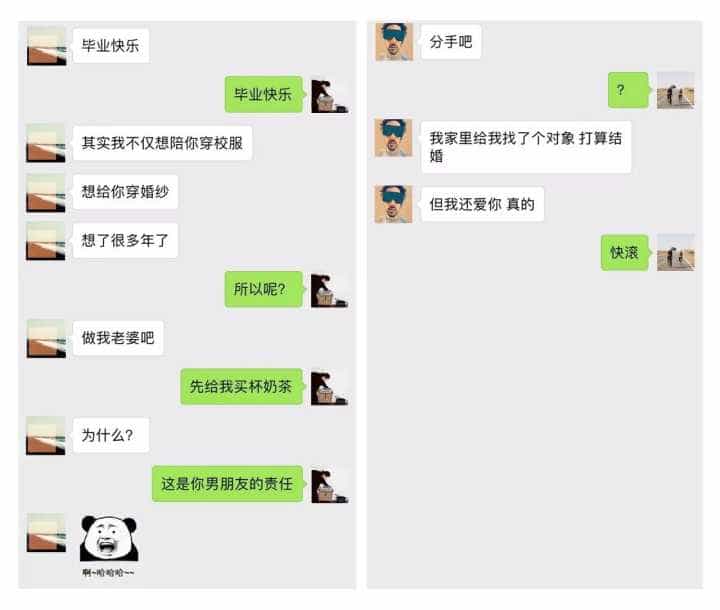 毕业快乐
毕业快乐
其实我不仅想陪你穿校服
想给你穿婚纱
想了很多年了
所以呢?
做我老婆吧
先给我买杯奶茶
为什么?
这是你男朋友的责任
啊~哈哈哈~~
分手吧
?
我家里给我找了个对象 打算结
婚
但我还爱你 真的
快滚